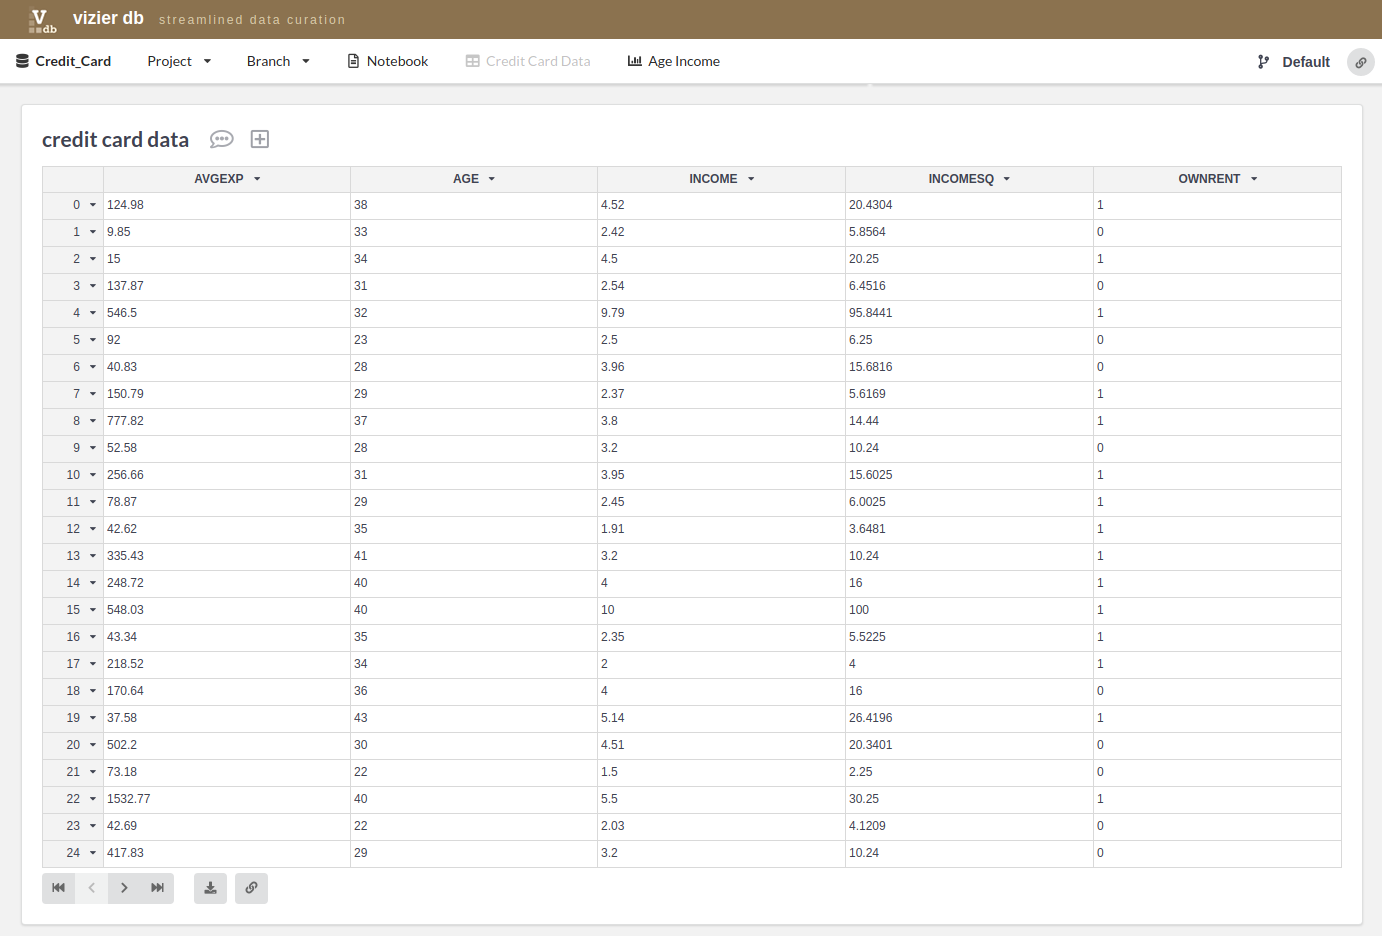 V db vizier db streamlined data curation
Credit_Card Project Branch Notebook Credit Card Data Age Income Default
credit card data
AVGEXP AGE INCOME INCOMESQ OWNRENT
0 124.98 38 4.52 20.4304 1
1 9.85 33 2.42 5.8564 0
2 15 34 4.5 20.25 1
3 137.87 31 2.54 6.4516 0
4 546.5 32 9.79 95.8441 1
5 92 23 2.5 6.25 0
6 40.83 28 3.96 15.6816 0
7 150.79 29 2.37 5.6169 1
8 777.82 37 3.8 14.44 1
9 52.58 28 3.2 10.24 0
10 256.66 31 3.95 15.6025 1
11 78.87 29 2.45 6.0025 1
12 42.62 35 1.91 3.6481 1
13 335.43 41 3.2 10.24 1
14 248.72 40 4 16 1
15 548.03 40 10 100 1
16 43.34 35 2.35 5.5225 1
17 218.52 34 2 4 1
18 170.64 36 4 16 0
19 37.58 43 5.14 26.4196 1
20 502.2 30 4.51 20.3401 0
21 73.18 22 1.5 2.25 0
22 1532.77 40 5.5 30.25 1
23 42.69 22 2.03 4.1209 0
24 417.83 29 3.2 10.24 0